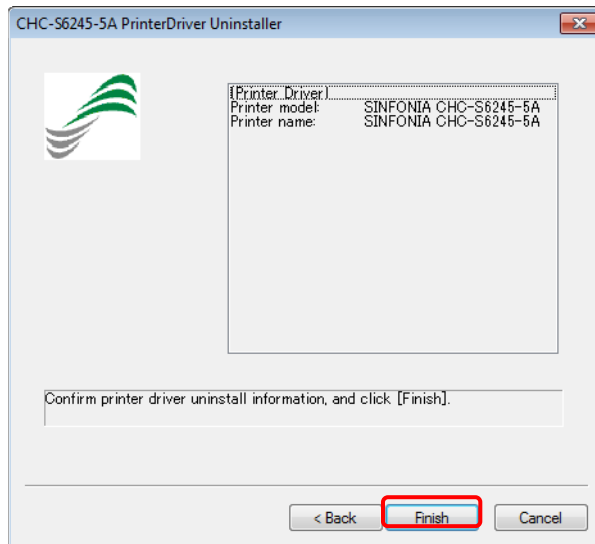 CHC-S6245-5A PrinterDriver Uninstaller
(Printer Driver)
Printer model: SINFONIA CHC-S6245-5A
Printer name: SINFONIA CHC-S6245-5A
Confirm printer driver uninstall information, and click [Finish].
< Back Finish Cancel